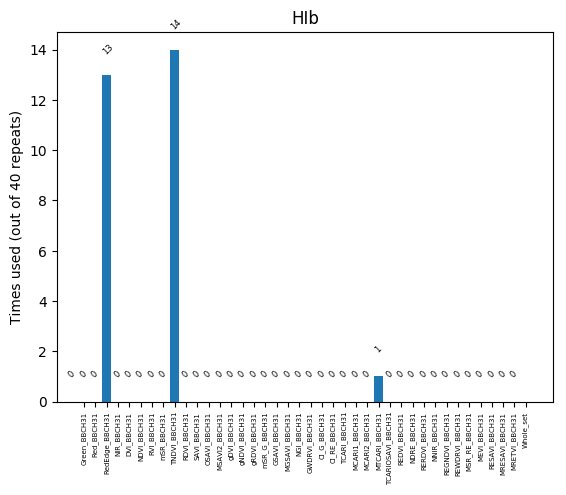 HIb
Times used (out of 40 repeats)
14
12
10
8
6
4
2
0
0 0 0 13 0 0 0 0 0 14 0 0 0 0 0 0 0 0 0 0 0 0 0 0 0 0 0 1 0 0 0 0 0 0 0 0 0 0 0 0
Green_BBCH31
Red_BBCH31
RedEdge_BBCH31
NIR_BBCH31
DVI_BBCH31
NDVI_BBCH31
RVI_BBCH31
mSR_BBCH31
TNDVI_BBCH31
RDVI_BBCH31
SAVI_BBCH31
OSAVI_BBCH31
MSAVI2_BBCH31
gDVI_BBCH31
gNDVI_BBCH31
gRDVI_BBCH31
mSR_G_BBCH31
GSAVI_BBCH31
MGSAVI_BBCH31
NGI_BBCH31
GWDRVI_BBCH31
CI_G_BBCH31
CI_RE_BBCH31
TCARI_BBCH31
MCARI1_BBCH31
MCARI2_BBCH31
MTCARI_BBCH31
TCARIOSAVI_BBCH31
REDVI_BBCH31
NDRE_BBCH31
RERDVI_BBCH31
NNIR_BBCH31
REGNDVI_BBCH31
REWDRVI_BBCH31
MSR_RE_BBCH31
MEVI_BBCH31
RESAVI_BBCH31
MRESAVI_BBCH31
MRETVI_BBCH31
Whole_set